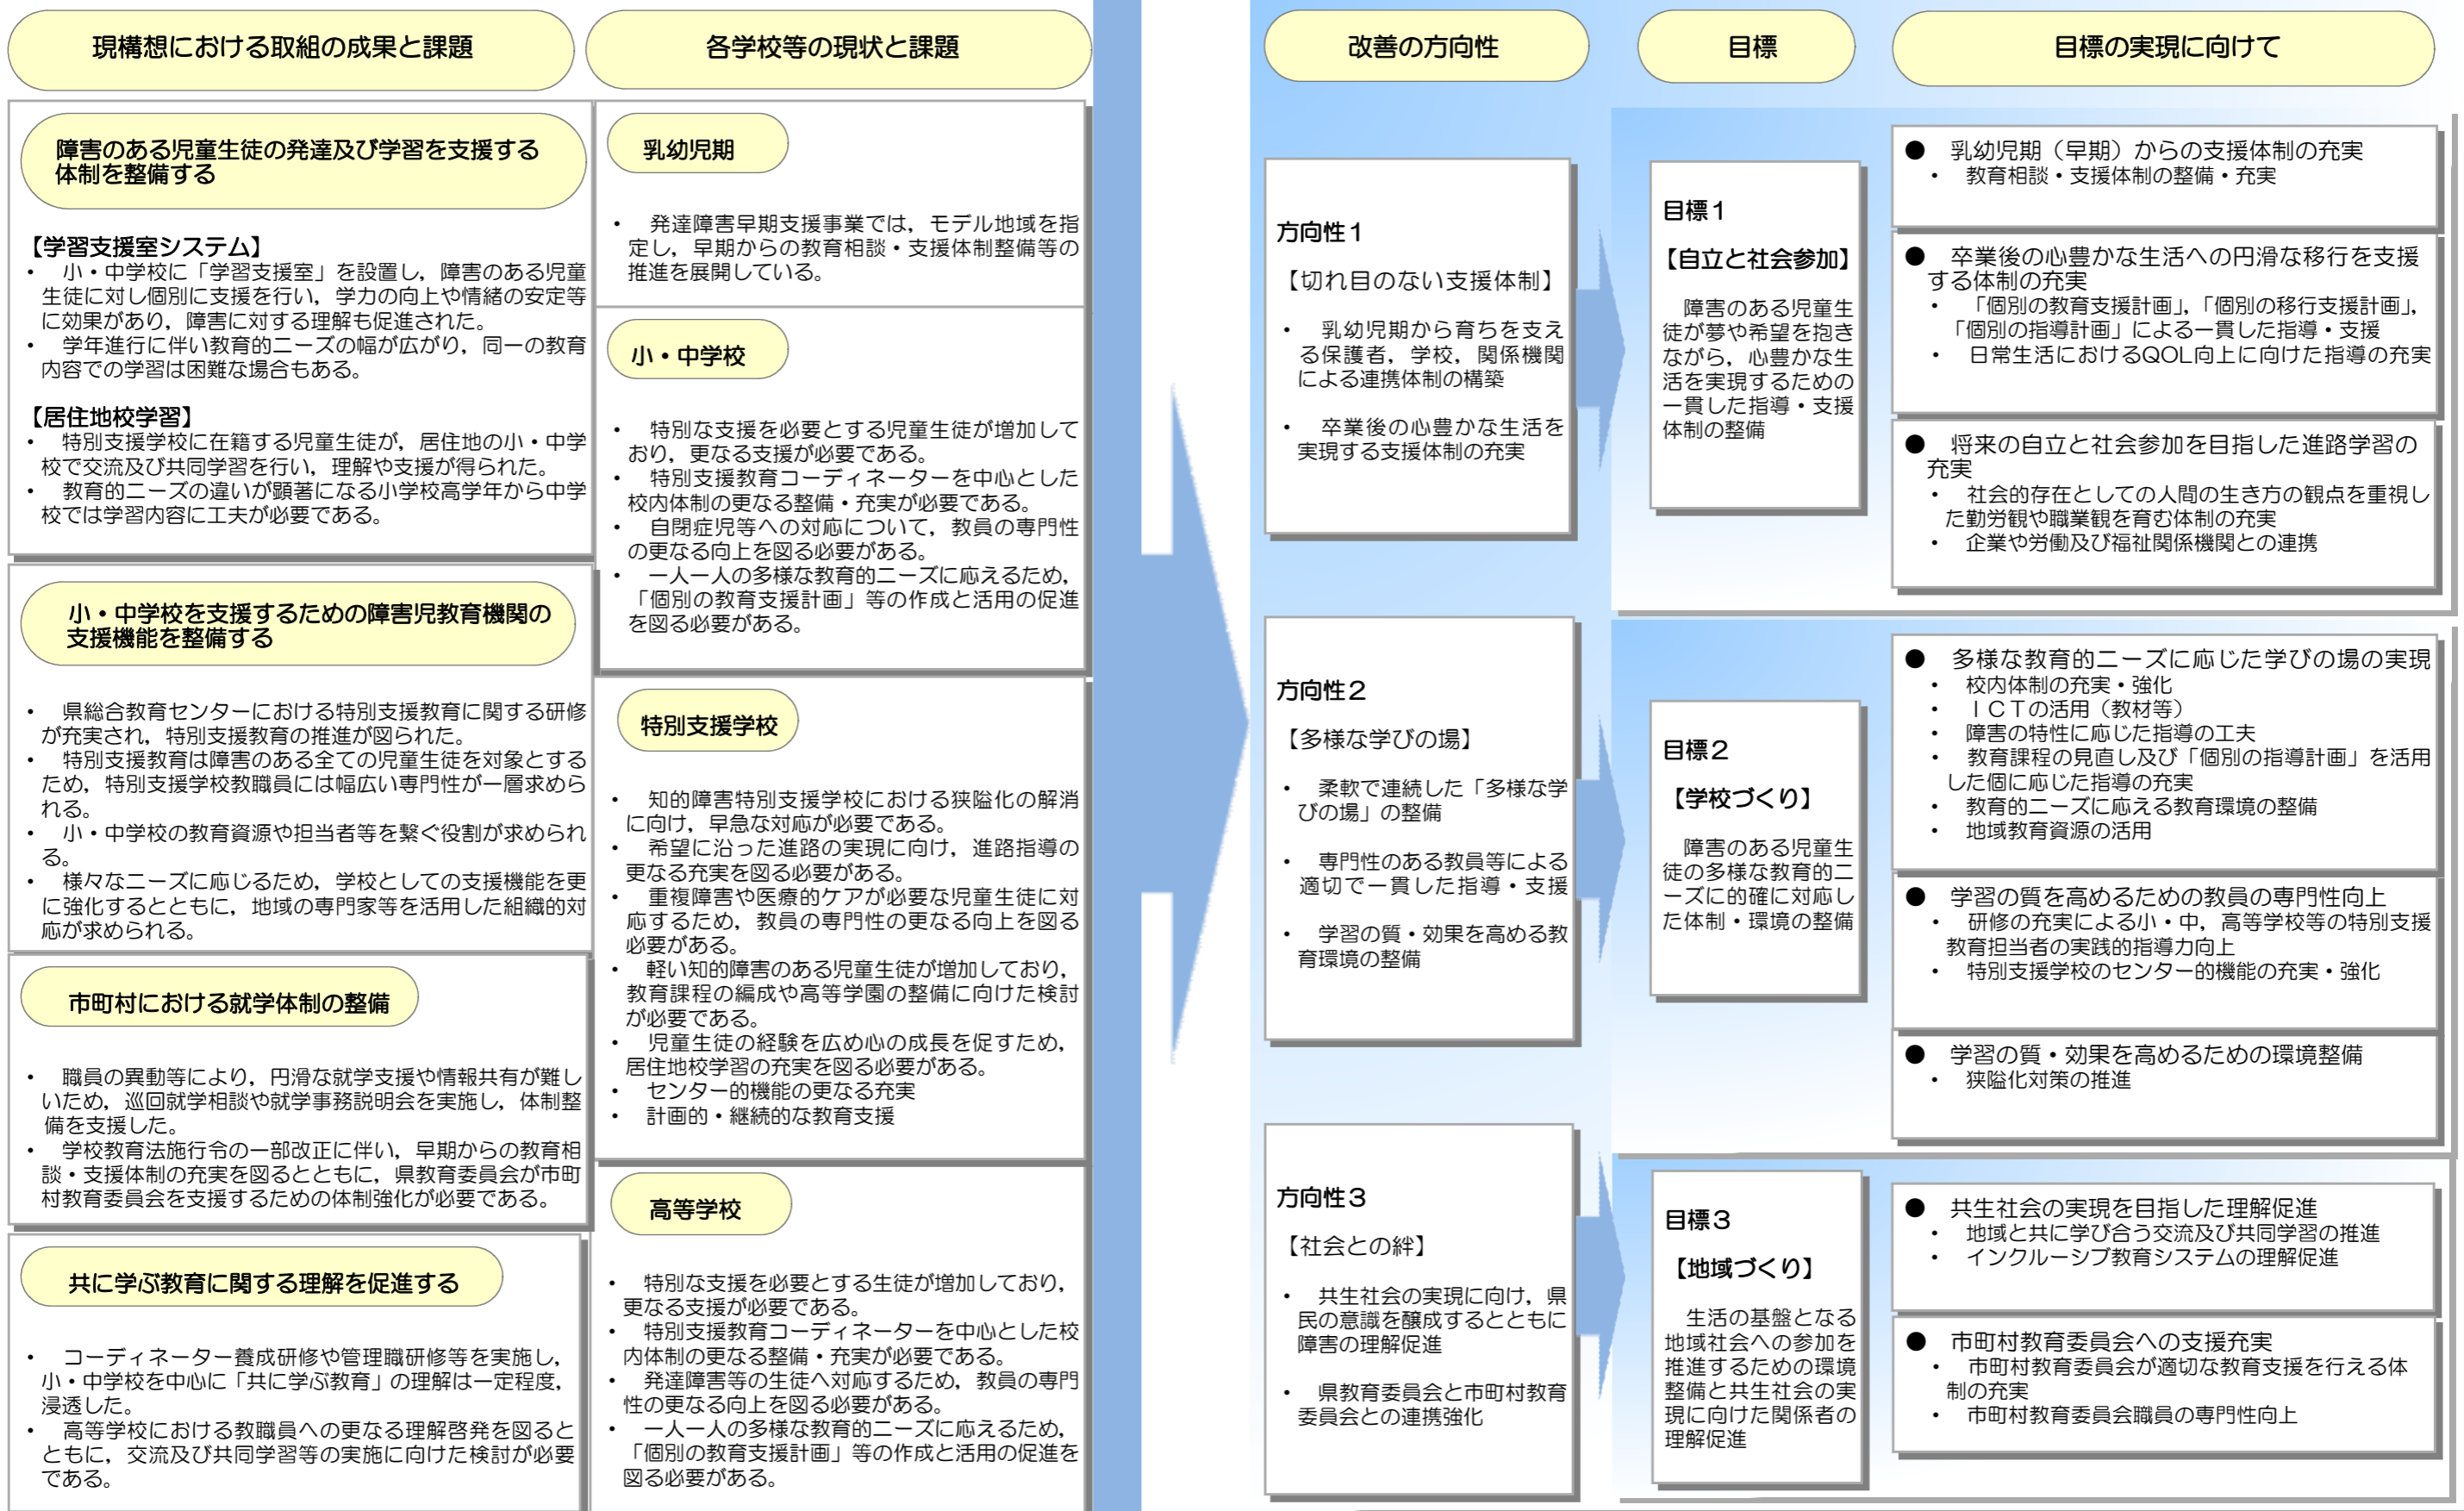 現構想における取組の成果と課題
障害のある児童生徒の発達及び学習を支援する
体制を整備する
【学習支援室システム】
・　小・中学校に「学習支援室」を設置し，障害のある児童
生徒に対し個別に支援を行い，学力の向上や情緒の安定等
に効果があり，障害に対する理解も促進された。
・　学年進行に伴い教育的ニーズの幅が広がり，同一の教育
内容での学習は困難な場合もある。
【居住地校学習】
・　特別支援学校に在籍する児童生徒が，居住地の小・中学
校で交流及び共同学習を行い，理解や支援が得られた。
・　教育的ニーズの違いが顕著になる小学校高学年から中学
校では学習内容に工夫が必要である。
小・中学校を支援するための障害児教育機関の
支援機能を整備する
・　県総合教育センターにおける特別支援教育に関する研修
が充実され，特別支援教育の推進が図られた。
・　特別支援教育は障害のある全ての児童生徒を対象とする
ため，特別支援学校教職員には幅広い専門性が一層求めら
れる。
・　小・中学校の教育資源や担当者等を繋ぐ役割が求められ
る。
・　様々なニーズに応じるため，学校としての支援機能を更
に強化するとともに，地域の専門家等を活用した組織的対
応が求められる。
市町村における就学体制の整備
・　職員の異動等により，円滑な就学支援や情報共有が難し
いため，巡回就学相談や就学事務説明会を実施し，体制整
備を支援した。
・　学校教育法施行令の一部改正に伴い，早期からの教育相
談・支援体制の充実を図るとともに，県教育委員会が市町
村教育委員会を支援するための体制強化が必要である。
共に学ぶ教育に関する理解を促進する
・　コーディネーター養成研修や管理職研修等を実施し，
小・中学校を中心に「共に学ぶ教育」の理解は一定程度，
浸透した。
・　高等学校における教職員への更なる理解啓発を図ると
ともに，交流及び共同学習等の実施に向けた検討が必要
である。
各学校等の現状と課題
乳幼児期
・　発達障害早期支援事業では，モデル地域を指
定し，早期からの教育相談・支援体制整備等の
推進を展開している。
小・中学校
・　特別な支援を必要とする児童生徒が増加して
おり，更なる支援が必要である。
・　特別支援教育コーディネーターを中心とした
校内体制の更なる整備・充実が必要である。
・　自閉症児等への対応について，教員の専門性
の更なる向上を図る必要がある。
・　一人一人の多様な教育的ニーズに応えるため，
「個別の教育支援計画」等の作成と活用の促進
を図る必要がある。
特別支援学校
・　知的障害特別支援学校における狭隘化の解消
に向け，早急な対応が必要である。
・　希望に沿った進路の実現に向け，進路指導の
更なる充実を図る必要がある。
・　重複障害や医療的ケアが必要な児童生徒に対
応するため，教員の専門性の更なる向上を図る
必要がある。
・　軽い知的障害のある児童生徒が増加しており，
教育課程の編成や高等学園の整備に向けた検討
が必要である。
・　児童生徒の経験を広め心の成長を促すため，
居住地校学習の充実を図る必要がある。
・　センター的機能の更なる充実
・　計画的・継続的な教育支援
高等学校
・　特別な支援を必要とする生徒が増加しており，
更なる支援が必要である。
・　特別支援教育コーディネーターを中心とした校
内体制の更なる整備・充実が必要である。
・　発達障害等の生徒へ対応するため，教員の専門
性の更なる向上を図る必要がある。
・　一人一人の多様な教育的ニーズに応えるため，
「個別の教育支援計画」等の作成と活用の促進を
図る必要がある。
改善の方向性
方向性１
【切れ目のない支援体制】
・　乳幼児期から育ちを支え
る保護者，学校，関係機関
による連携体制の構築
・　卒業後の心豊かな生活を
実現する支援体制の充実
方向性２
【多様な学びの場】
・　柔軟で連続した「多様な学
びの場」の整備
・　専門性のある教員等による
適切で一貫した指導・支援
・　学習の質・効果を高める教
育環境の整備
方向性３
【社会との絆】
・　共生社会の実現に向け，県
民の意識を醸成するとともに
障害の理解促進
・　県教育委員会と市町村教育
委員会との連携強化
目標
目標１
【自立と社会参加】
障害のある児童生
徒が夢や希望を抱き
ながら，心豊かな生
活を実現するための
一貫した指導・支援
体制の整備
目標２
【学校づくり】
障害のある児童生
徒の多様な教育的ニ
ーズに的確に対応し
た体制・環境の整備
目標３
【地域づくり】
生活の基盤となる
地域社会への参加を
推進するための環境
整備と共生社会の実
現に向けた関係者の
理解促進
目標の実現に向けて
●　乳幼児期（早期）からの支援体制の充実
・　教育相談・支援体制の整備・充実
●　卒業後の心豊かな生活への円滑な移行を支援
する体制の充実
・　「個別の教育支援計画」，「個別の移行支援計画」，
「個別の指導計画」による一貫した指導・支援
・　日常生活におけるQOL向上に向けた指導の充実
●　将来の自立と社会参加を目指した進路学習の
充実
・　社会的存在としての人間の生き方の観点を重視し
た勤労観や職業観を育む体制の充実
・　企業や労働及び福祉関係機関との連携
●　多様な教育的ニーズに応じた学びの場の実現
・　校内体制の充実・強化
・　ＩＣＴの活用（教材等）
・　障害の特性に応じた指導の工夫
・　教育課程の見直し及び「個別の指導計画」を活用
した個に応じた指導の充実
・　教育的ニーズに応える教育環境の整備
・　地域教育資源の活用
●　学習の質を高めるための教員の専門性向上
・　研修の充実による小・中，高等学校等の特別支援
教育担当者の実践的指導力向上
・　特別支援学校のセンター的機能の充実・強化
●　学習の質・効果を高めるための環境整備
・　狭隘化対策の推進
●　共生社会の実現を目指した理解促進
・　地域と共に学び合う交流及び共同学習の推進
・　インクルーシブ教育システムの理解促進
●　市町村教育委員会への支援充実
・　市町村教育委員会が適切な教育支援を行える体
制の充実
・　市町村教育委員会職員の専門性向上